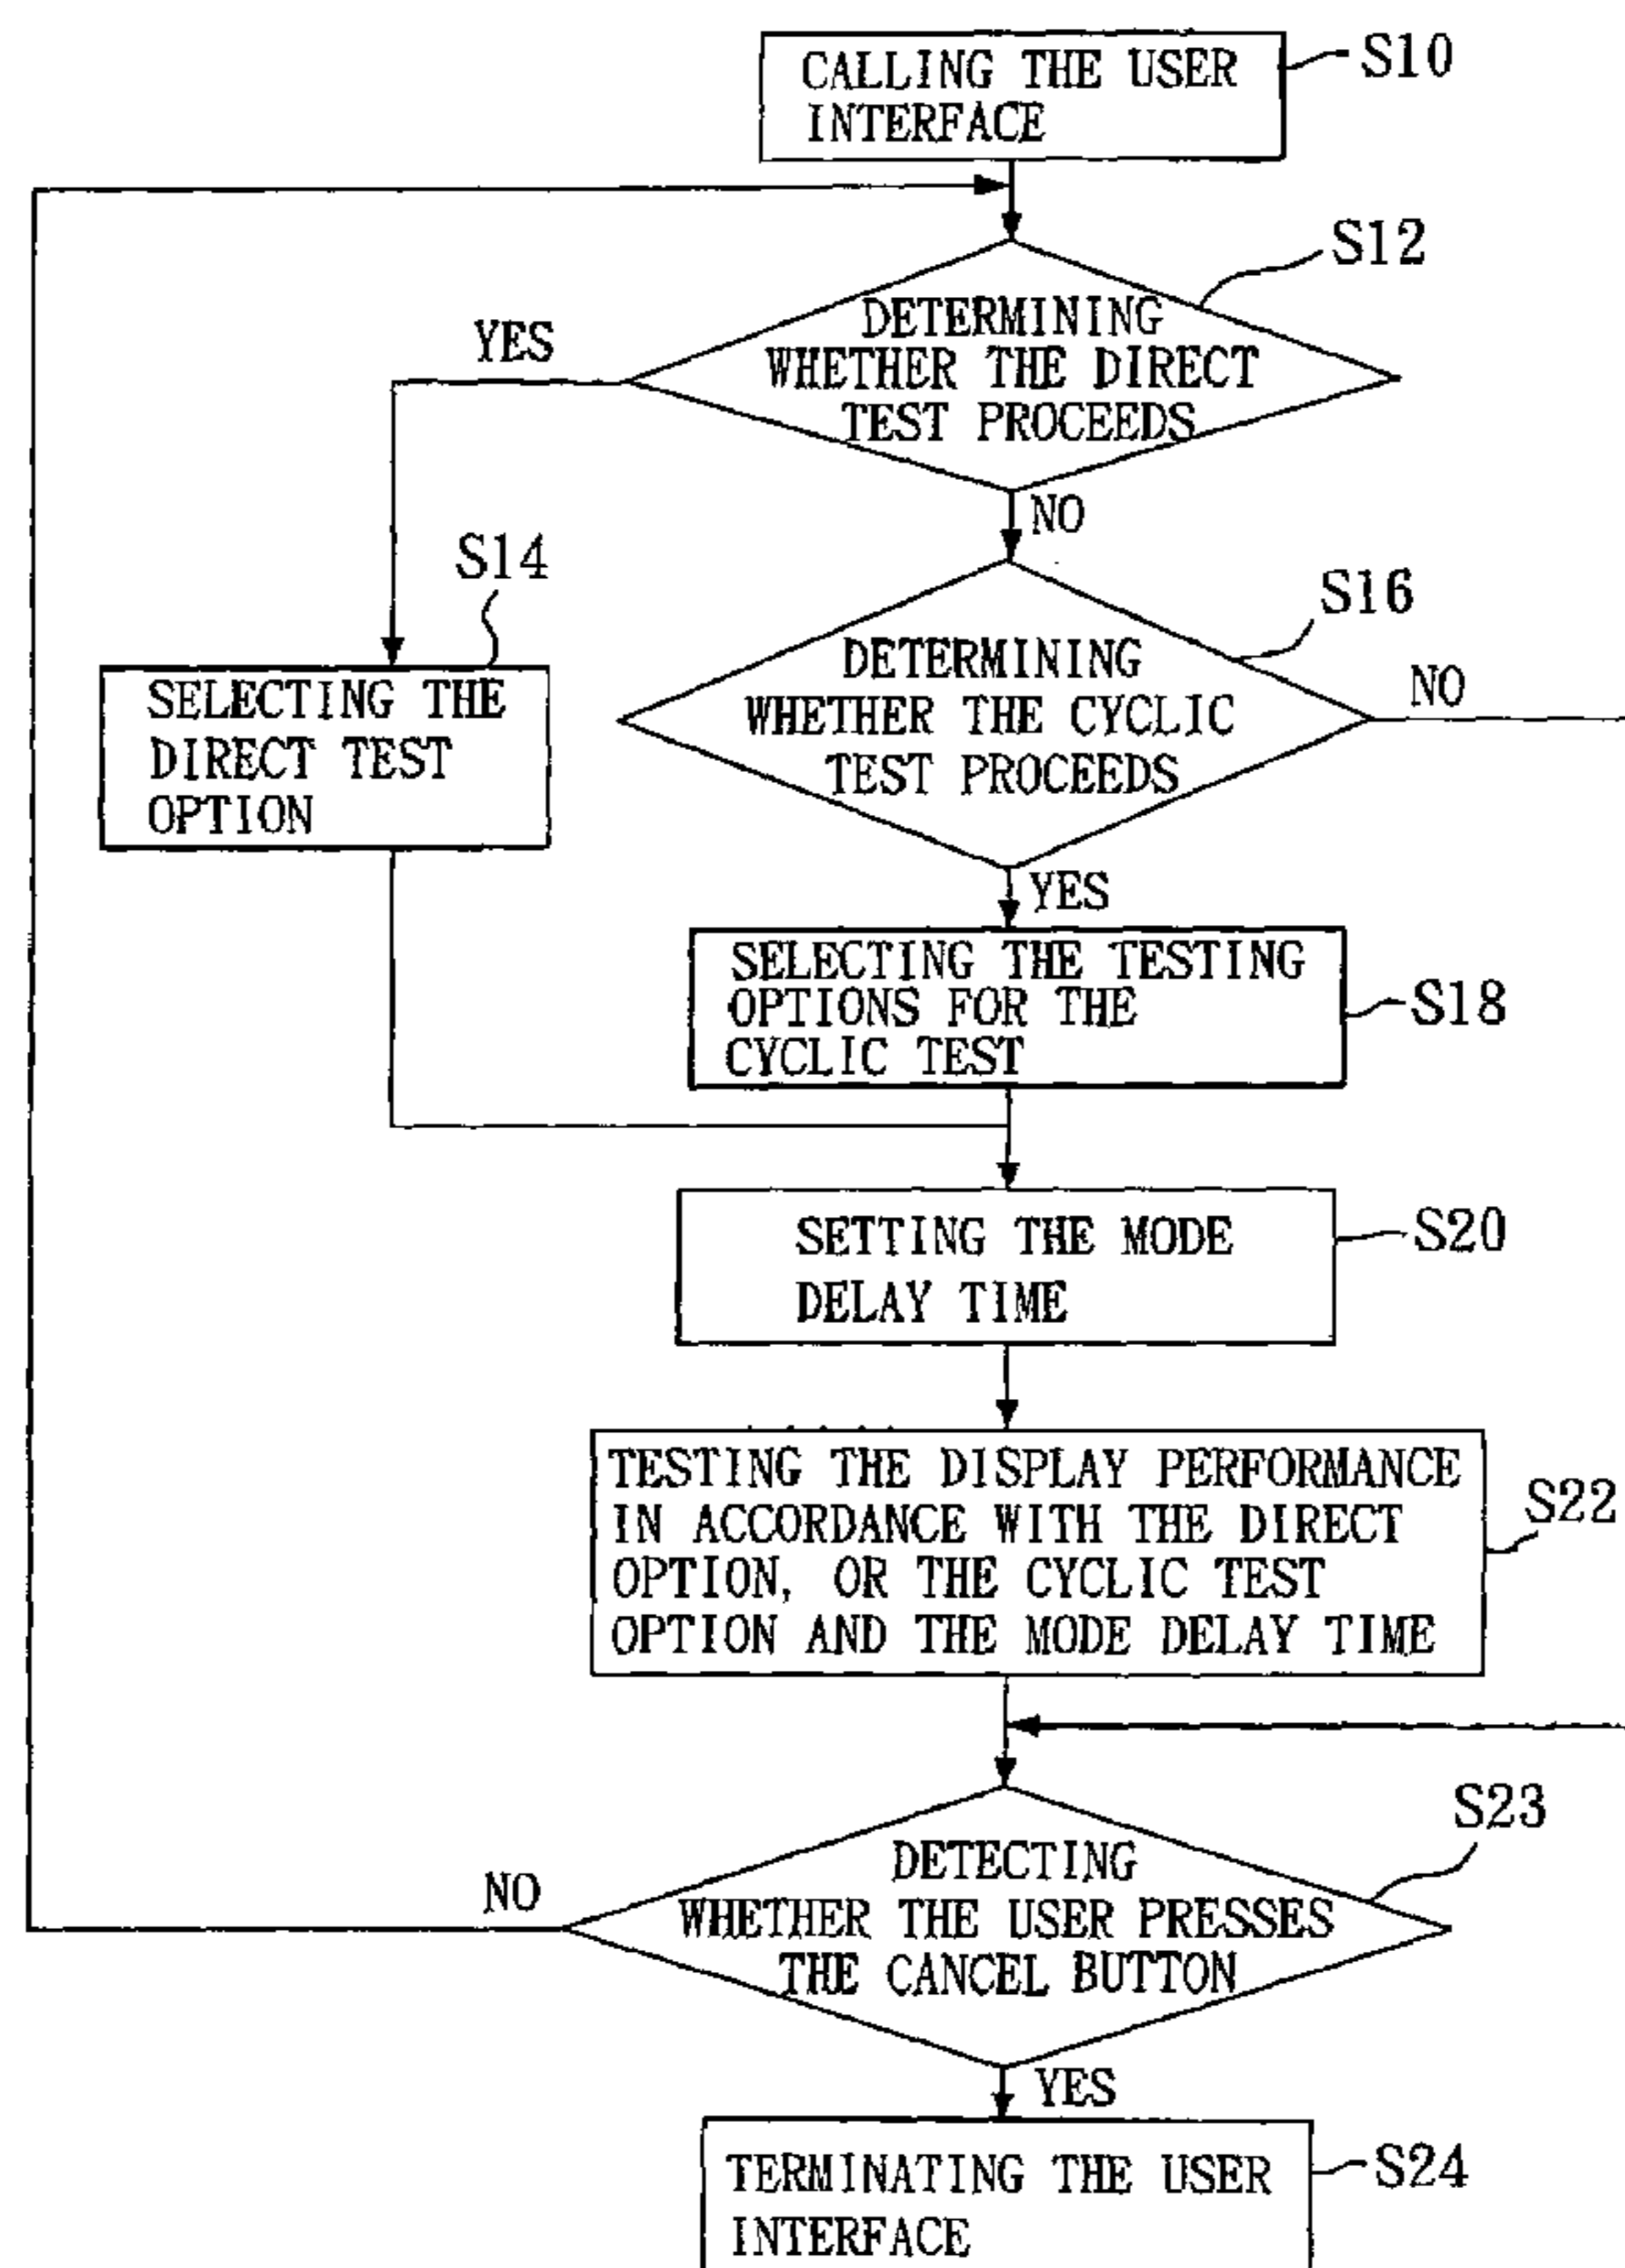 CALLING THE USER
INTERFACE
S10
S12
DETERMINING
WHETHER THE DIRECT
TEST PROCEEDS
YES
NO
S14
SELECTING THE
DIRECT TEST
OPTION
S16
DETERMINING
WHETHER THE CYCLIC
TEST PROCEEDS
NO
YES
SELECTING THE TESTING
OPTIONS FOR THE
CYCLIC TEST
S18
SETTING THE MODE
DELAY TIME
S20
TESTING THE DISPLAY PERFORMANCE
IN ACCORDANCE WITH THE DIRECT
OPTION, OR THE CYCLIC TEST
OPTION AND THE MODE DELAY TIME
S22
S23
DETECTING
WHETHER THE USER PRESSES
THE CANCEL BUTTON
NO
YES
TERMINATING THE USER
INTERFACE
S24